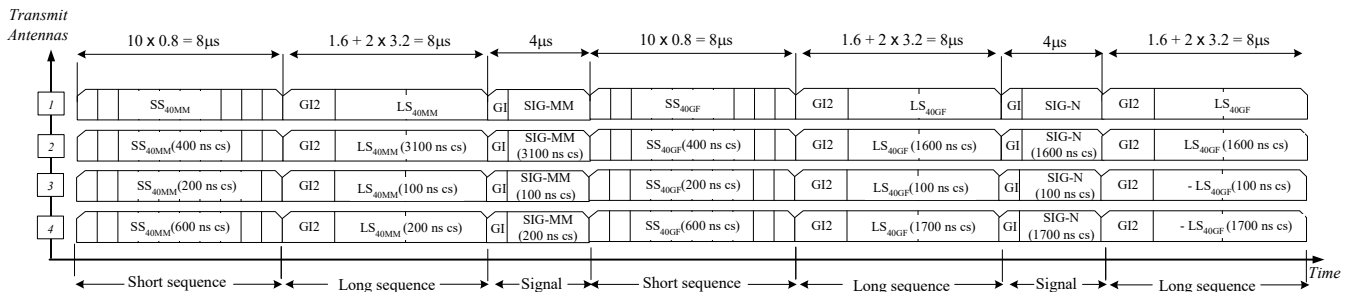 Transmit
Antennas
10 x 0.8 = 8μs
1.6 + 2 x 3.2 = 8μs
4μs
10 x 0.8 = 8μs
1.6 + 2 x 3.2 = 8μs
4μs
1.6 + 2 x 3.2 = 8μs
1 SS40MM GI2 LS40MM GI SIG-MM SS40GF GI2 LS40GF GI SIG-N GI2 LS40GF
2 SS40MM(400 ns cs) GI2 LS40MM(3100 ns cs) GI SIG-MM (3100 ns cs) SS40GF(400 ns cs) GI2 LS40GF(1600 ns cs) GI SIG-N (1600 ns cs) GI2 LS40GF(1600 ns cs)
3 SS40MM(200 ns cs) GI2 LS40MM(100 ns cs) GI SIG-MM (100 ns cs) SS40GF(200 ns cs) GI2 LS40GF(100 ns cs) GI SIG-N (100 ns cs) GI2 - LS40GF(100 ns cs)
4 SS40MM(600 ns cs) GI2 LS40MM(200 ns cs) GI SIG-MM (200 ns cs) SS40GF(600 ns cs) GI2 LS40GF(1700 ns cs) GI SIG-N (1700 ns cs) GI2 - LS40GF(1700 ns cs)
Time
Short sequence
Long sequence
Signal
Short sequence
Long sequence
Signal
Long sequence